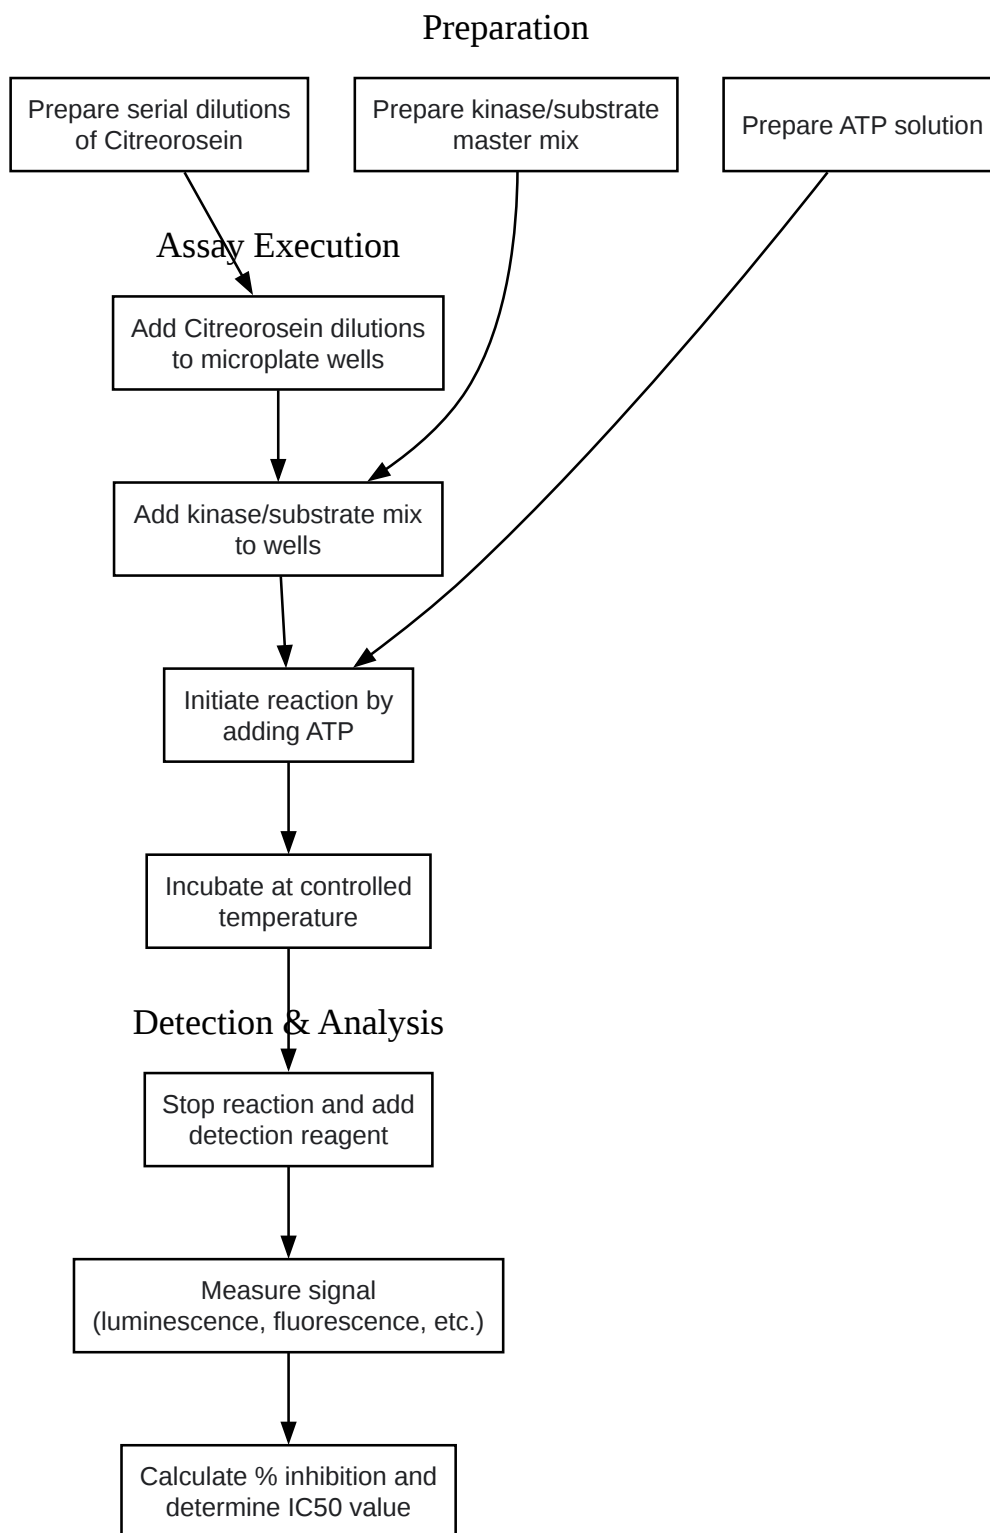 Preparation
Prepare serial dilutions
of Citreorosein
Prepare kinase/substrate
master mix
Prepare ATP solution
Assay Execution
Add Citreorosein dilutions
to microplate wells
Add kinase/substrate mix
to wells
Initiate reaction by
adding ATP
Incubate at controlled
temperature
Detection & Analysis
Stop reaction and add
detection reagent
Measure signal
(luminescence, fluorescence, etc.)
Calculate % inhibition and
determine IC50 value